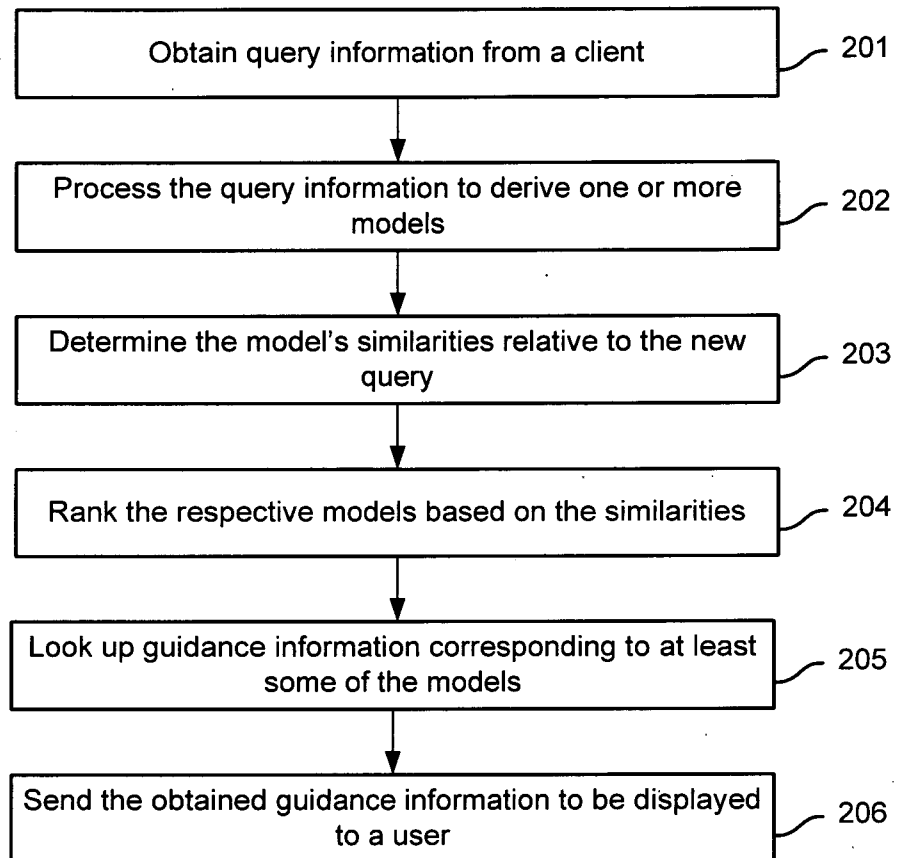 Obtain query information from a client
201
Process the query information to derive one or more
models
202
Determine the model's similarities relative to the new
query
203
Rank the respective models based on the similarities
204
Look up guidance information corresponding to at least
some of the models
205
Send the obtained guidance information to be displayed
to a user
206